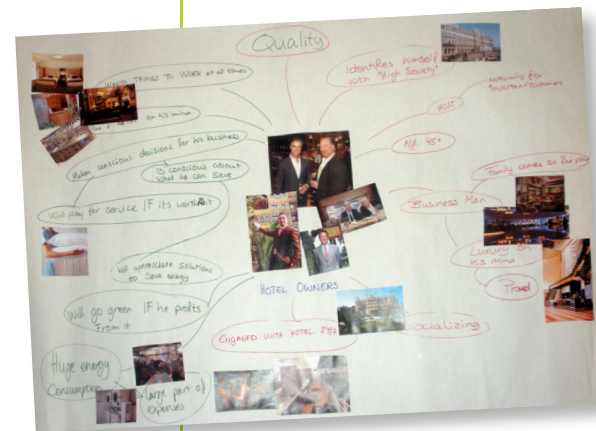 Quality
WANTS THINGS TO WORK at all times
on his mind
Makes conscious decisions for his business
is conscious about
what he can save
Will pay for service IF its worth it
Will appreciate solutions
to save energy
Will go green IF he profits
From it
Huge energy
Consumption
Large part of
expenses
HOTEL OWNERS
ENGAGED WITH HOTEL 24/7
Identifies himself
with "High Society"
HOST
especially for
"important" customers
AGE: 45+
Business Man
Family comes on 2nd place
Luxury on
his mind
Proud
Socializing